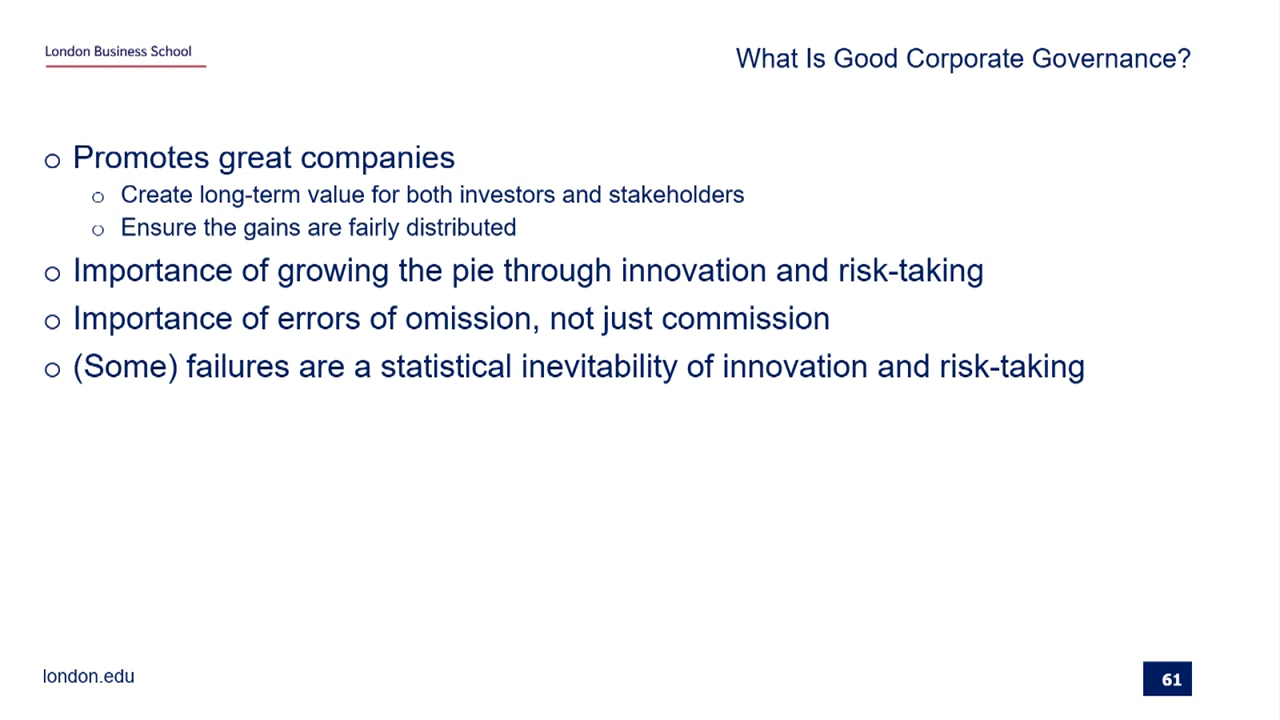 London Business School
What Is Good Corporate Governance?
o Promotes great companies
o Create long-term value for both investors and stakeholders
o Ensure the gains are fairly distributed
o Importance of growing the pie through innovation and risk-taking
o Importance of errors of omission, not just commission
o (Some) failures are a statistical inevitability of innovation and risk-taking
london.edu
61